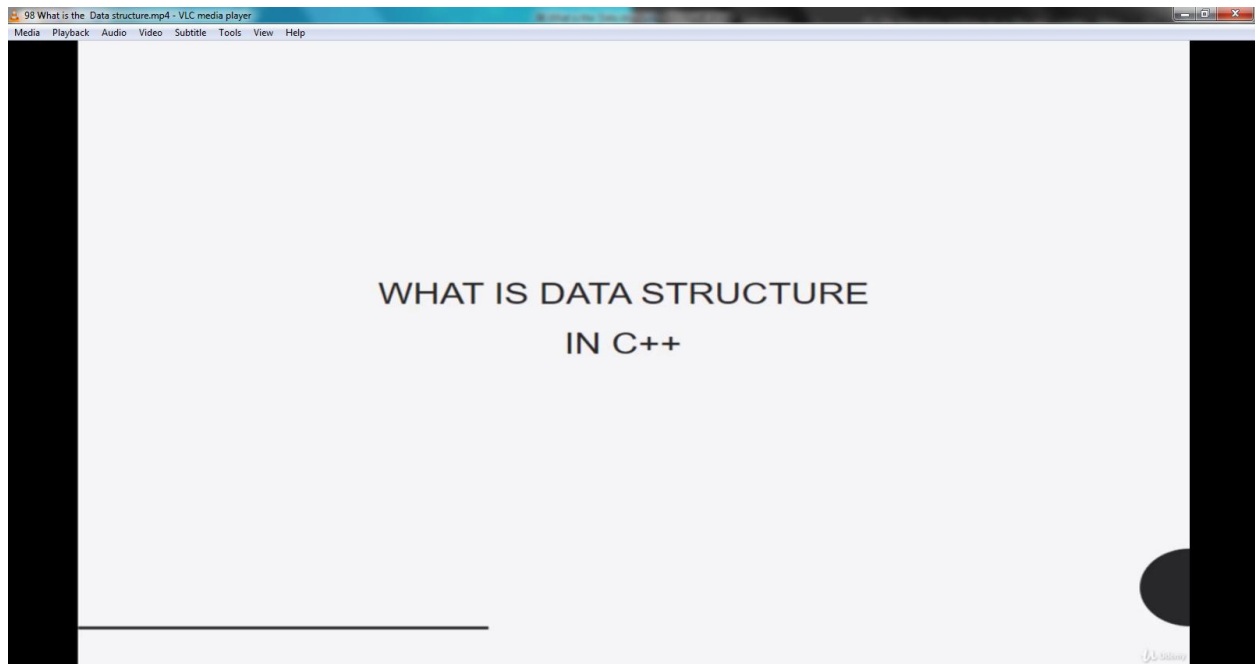 98 What is the Data structure.mp4 - VLC media player
Media Playback Audio Video Subtitle Tools View Help
WHAT IS DATA STRUCTURE
IN C++
Udemy